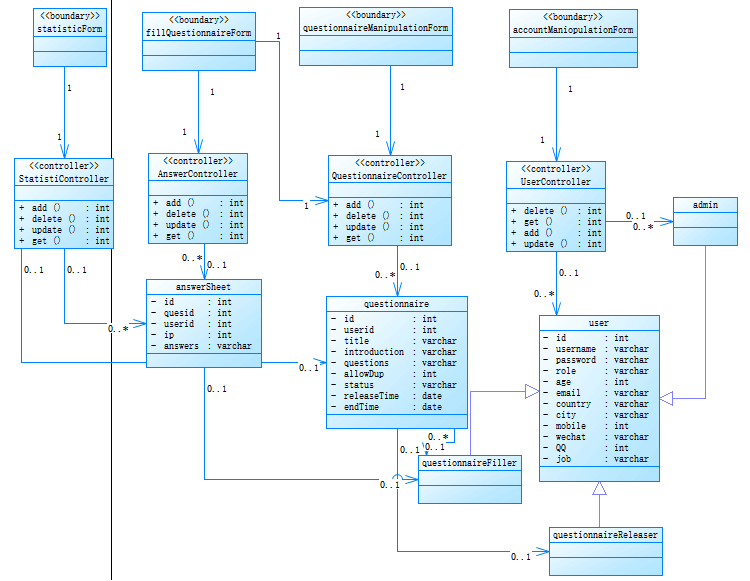 <<boundary>>
statisticForm
<<boundary>>
fillQuestionnaireForm
<<boundary>>
questionnaireManipulationForm
<<boundary>>
accountManiopulationForm
1
1
1
1
1
1
1
1
1
1
<<controller>>
StatistiController
+ add () : int
+ delete () : int
+ update () : int
+ get () : int
<<controller>>
AnswerController
+ add () : int
+ delete () : int
+ update () : int
+ get () : int
<<controller>>
QuestionnaireController
+ add () : int
+ delete () : int
+ update () : int
+ get () : int
<<controller>>
UserController
+ delete () : int
+ get () : int
+ add () : int
+ update () : int
admin
0..1
0..*
0..1
0..1
0..*
0..1
0..*
0..1
0..*
0..1
0..*
answerSheet
- id : int
- quesid : int
- userid : int
- ip : int
- answers : varchar
questionnaire
- id : int
- userid : int
- title : varchar
- introduction : varchar
- questions : varchar
- allowDup : int
- status : varchar
- releaseTime : date
- endTime : date
user
- id : int
- username : varchar
- password : varchar
- role : varchar
- age : int
- email : varchar
- country : varchar
- city : varchar
- mobile : int
- wechat : varchar
- QQ : int
- job : varchar
0..*
0..1
0..1
0..1
0..*
0..1
0..1
questionnaireFiller
0..1
questionnaireReleaser
0..1